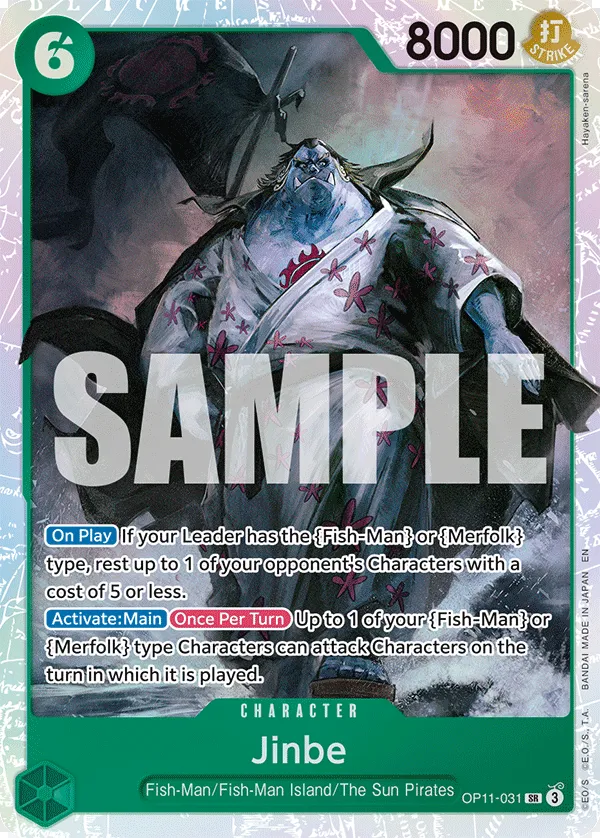 6
8000
打
STRIKE
Hayaken-sarena
SAMPLE
On Play If your Leader has the {Fish-Man} or {Merfolk}
type, rest up to 1 of your opponent's Characters with a
cost of 5 or less.
Activate:Main Once Per Turn Up to 1 of your {Fish-Man} or
{Merfolk} type Characters can attack Characters on the
turn in which it is played.
CHARACTER
Jinbe
Fish-Man/Fish-Man Island/The Sun Pirates
OP11-031 SR 3
©E.O/S ©E.O./S., T.A. BANDAI MADE IN JAPAN EN